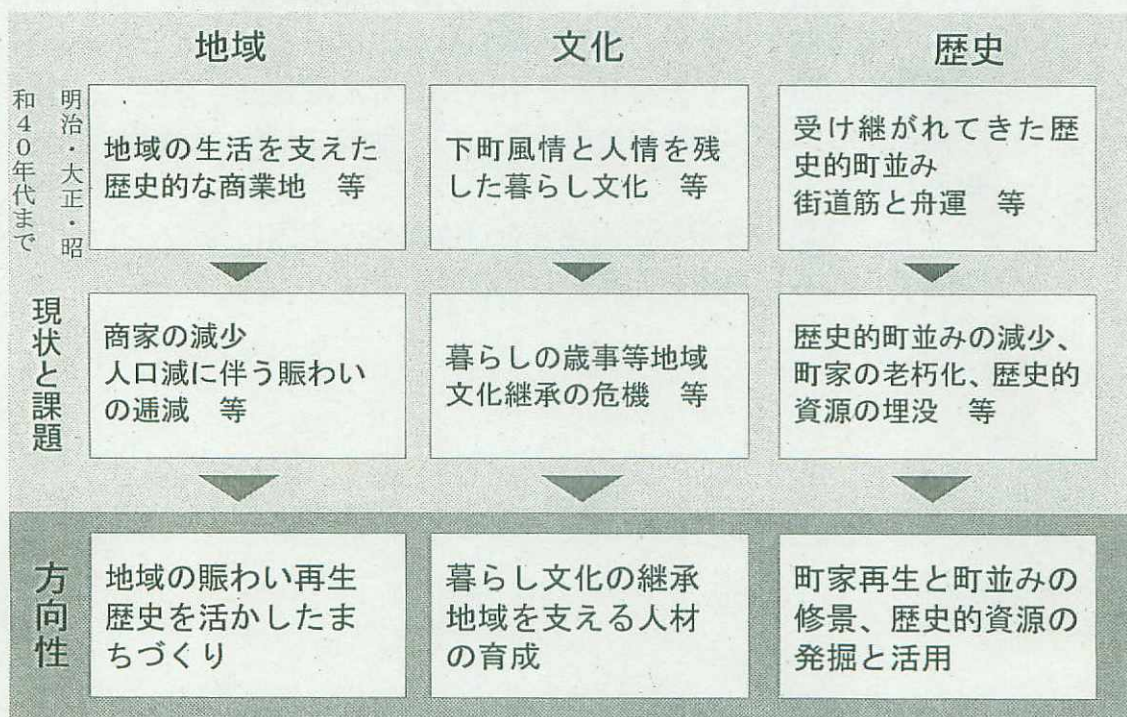 地域
文化
歴史
明治・大正・昭
和40年代まで
地域の生活を支えた
歴史的な商業地　等
下町風情と人情を残
した暮らし文化　等
受け継がれてきた歴
史的町並み
街道筋と舟運　等
現状と課題
商家の減少
人口減に伴う賑わい
の逓減　等
暮らしの歳事等地域
文化継承の危機　等
歴史的町並みの減少、
町家の老朽化、歴史的
資源の埋没　等
方向性
地域の賑わい再生
歴史を活かしたま
ちづくり
暮らし文化の継承
地域を支える人材
の育成
町家再生と町並みの
修景、歴史的資源の
発掘と活用